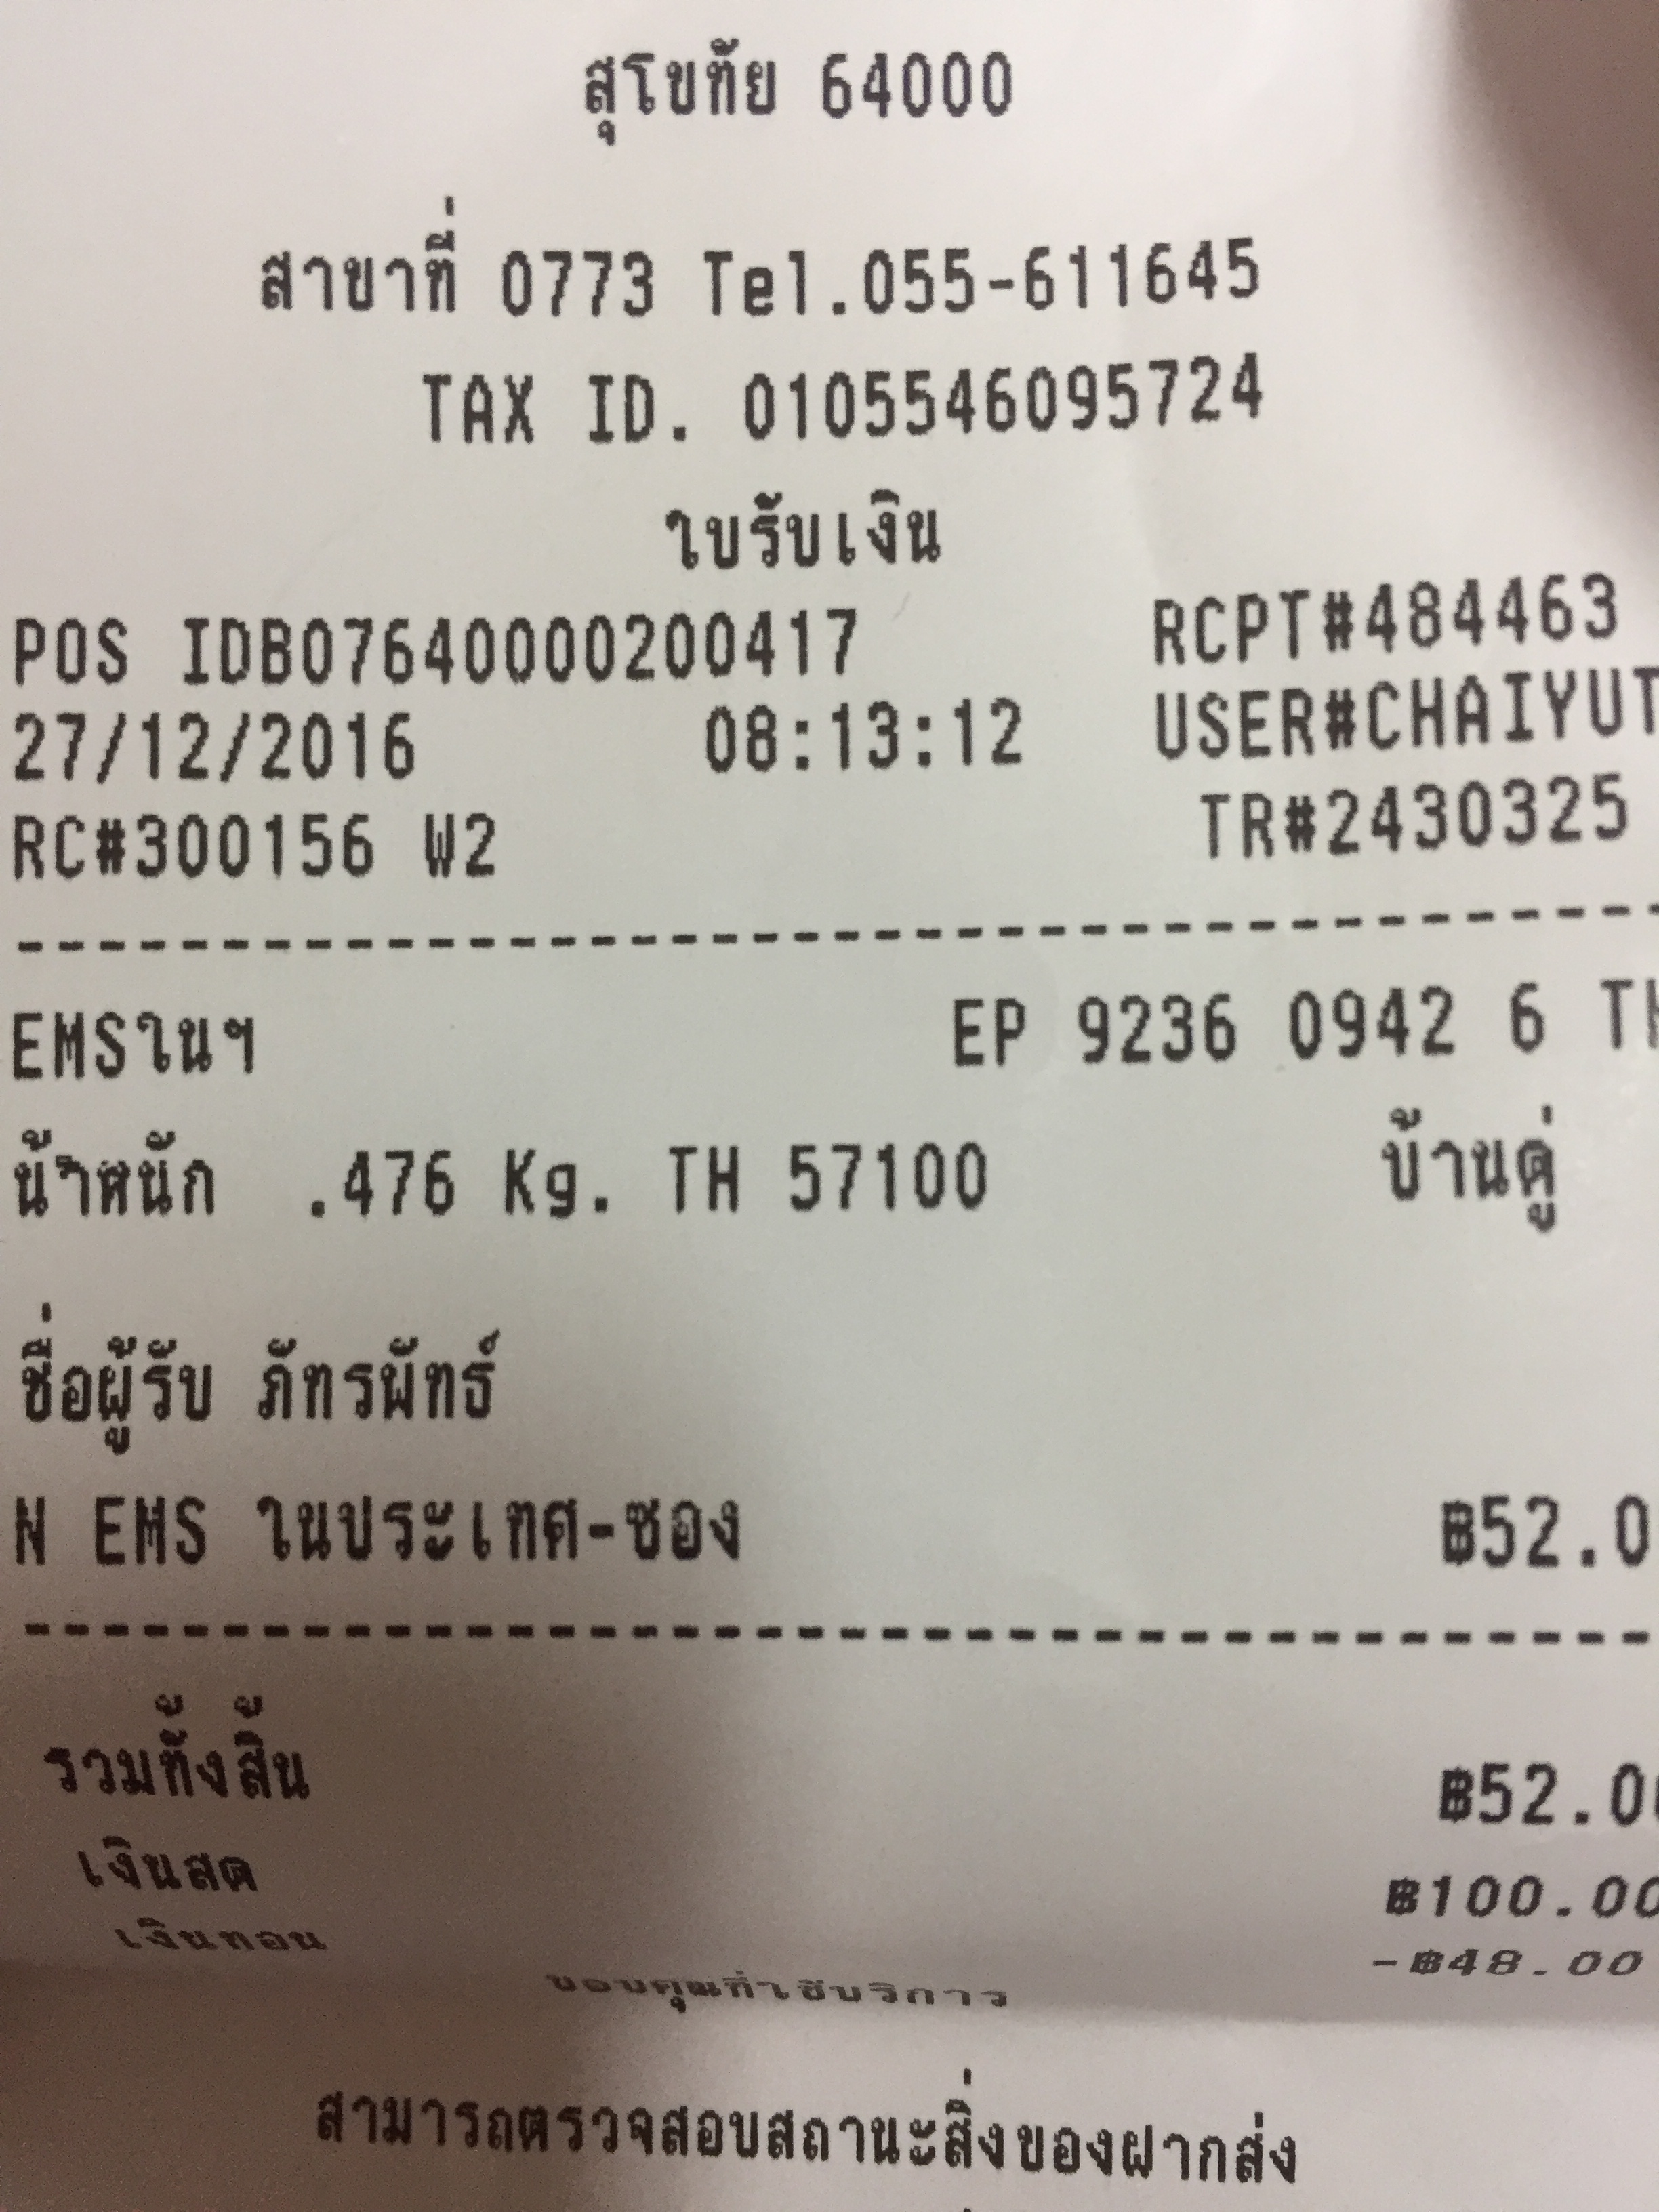 สุโขทัย 64000
สาขาที่ 0773 Tel.055-611645
TAX ID. 0105546095724
ใบรับเงิน
POS IDB07640000200417 RCPT#484463
27/12/2016 08:13:12 USER#CHAIYUT
RC#300156 W2 TR#2430325
EMSในฯ EP 9236 0942 6 TH
น้ำหนัก .476 Kg. TH 57100 บ้านดู่
ชื่อผู้รับ ภัทรพัทธ์
N EMS ในประเทศ-ซอง ฿52.0
รวมทั้งสิ้น ฿52.00
เงินสด ฿100.00
เงินทอน -฿48.00
ขอบคุณที่ใช้บริการ
สามารถตรวจสอบสถานะสิ่งของฝากส่ง